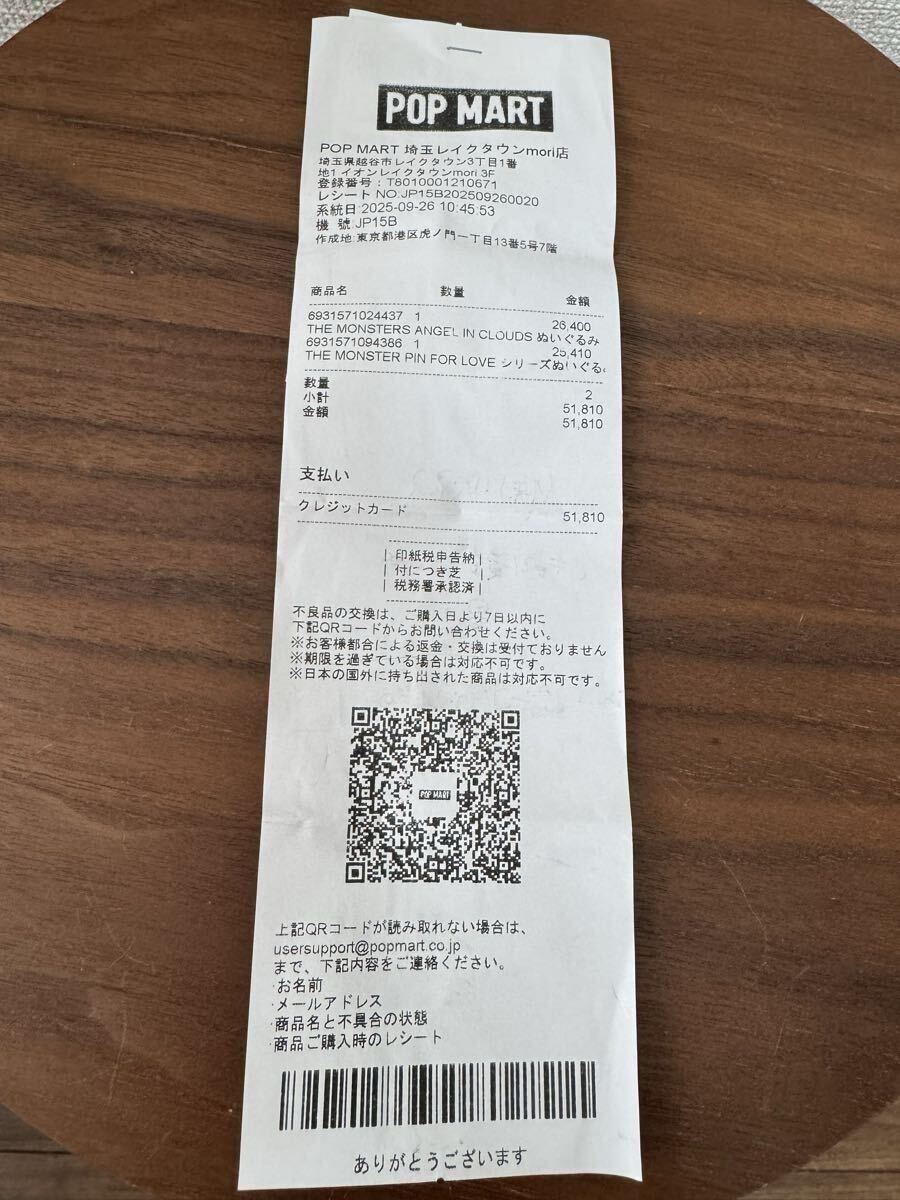 POP MART
POP MART 埼玉レイクタウンmori店
埼玉県越谷市レイクタウン3丁目1番
地1 イオンレイクタウンmori 3F
登録番号：T8010001210671
レシート NO:JP15B202509260020
系統日:2025-09-26 10:45:53
機 號:JP15B
作成地:東京都港区虎ノ門一丁目13番5号7階
商品名 数量 金額
6931571024437 1 26,400
THE MONSTERS ANGEL IN CLOUDS ぬいぐるみ
6931571094386 1 25,410
THE MONSTER PIN FOR LOVE シリーズぬいぐる
数量 2
小計 51,810
金額 51,810
支払い
クレジットカード 51,810
印紙税申告納
付につき芝
税務署承認済
不良品の交換は、ご購入日より7日以内に
下記QRコードからお問い合わせください。
※お客様都合による返金・交換は受付ておりません
※期限を過ぎている場合は対応不可です。
※日本の国外に持ち出された商品は対応不可です。
POP MART
上記QRコードが読み取れない場合は、
usersupport@popmart.co.jp
まで、下記内容をご連絡ください。
·お名前
·メールアドレス
·商品名と不具合の状態
·商品ご購入時のレシート
ありがとうございます